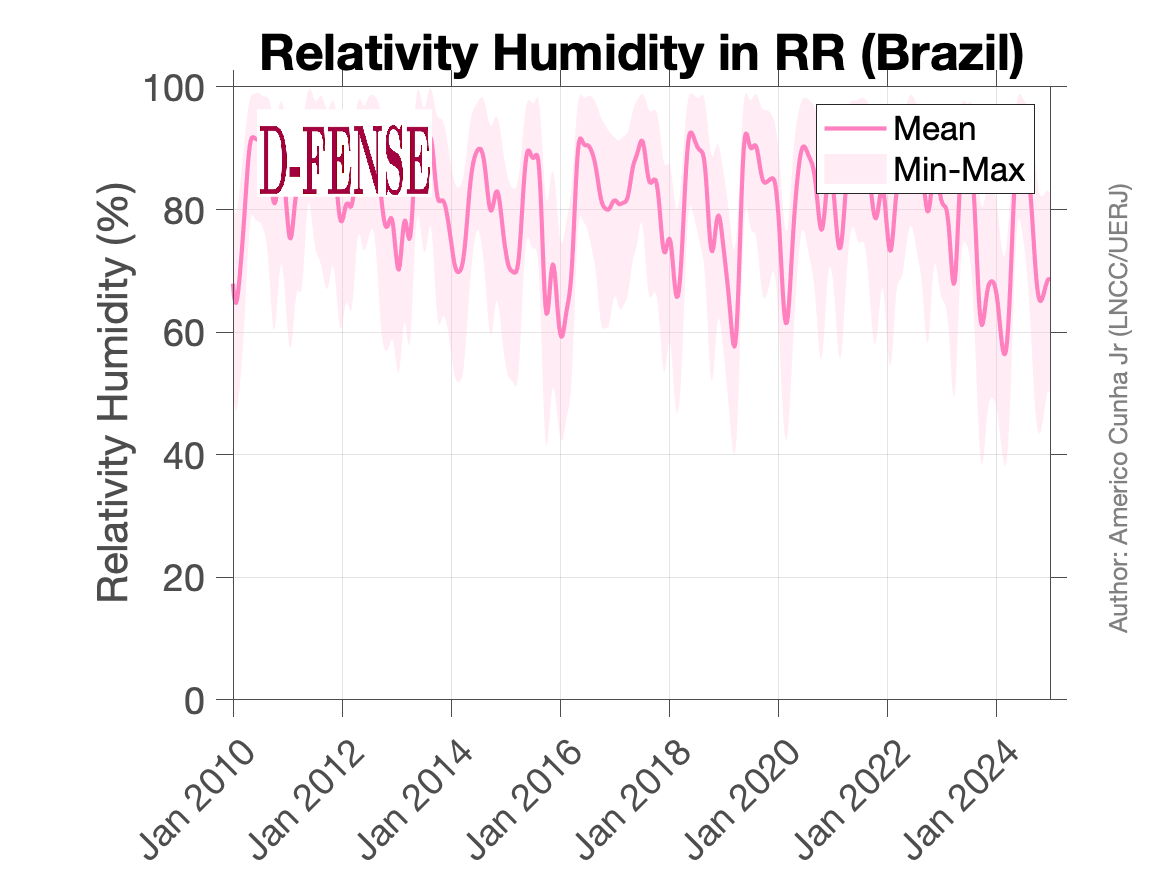 Relativity Humidity in RR (Brazil)
D-FENSE
Mean
Min-Max
Relativity Humidity (%)
100
80
60
40
20
0
Jan 2010
Jan 2012
Jan 2014
Jan 2016
Jan 2018
Jan 2020
Jan 2022
Jan 2024
Author: Americo Cunha Jr (LNCC/UERJ)